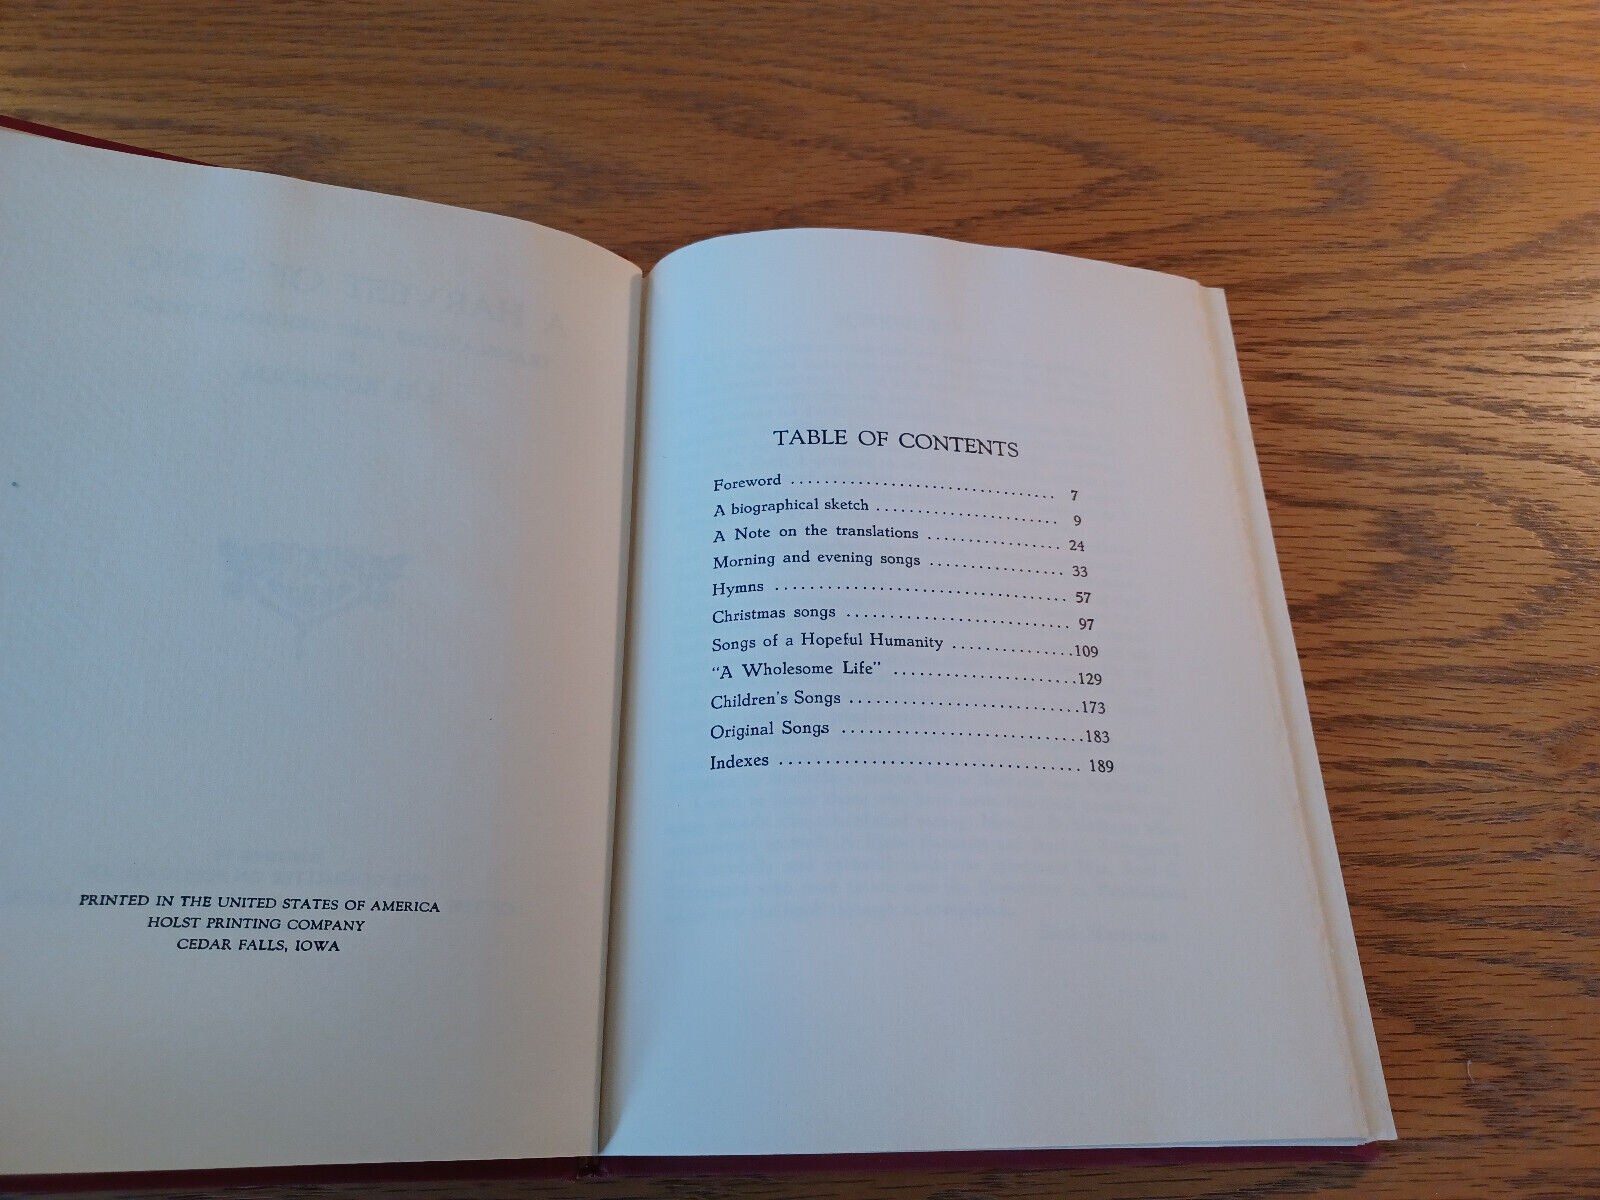 PRINTED IN THE UNITED STATES OF AMERICA
HOLST PRINTING COMPANY
CEDAR FALLS, IOWA
TABLE OF CONTENTS
Foreword ................................ 7
A biographical sketch ....................... 9
A Note on the translations ................. 24
Morning and evening songs ................. 33
Hymns .................................. 57
Christmas songs .......................... 97
Songs of a Hopeful Humanity ...............109
"A Wholesome Life" .......................129
Children's Songs ...........................173
Original Songs .............................183
Indexes .................................. 189